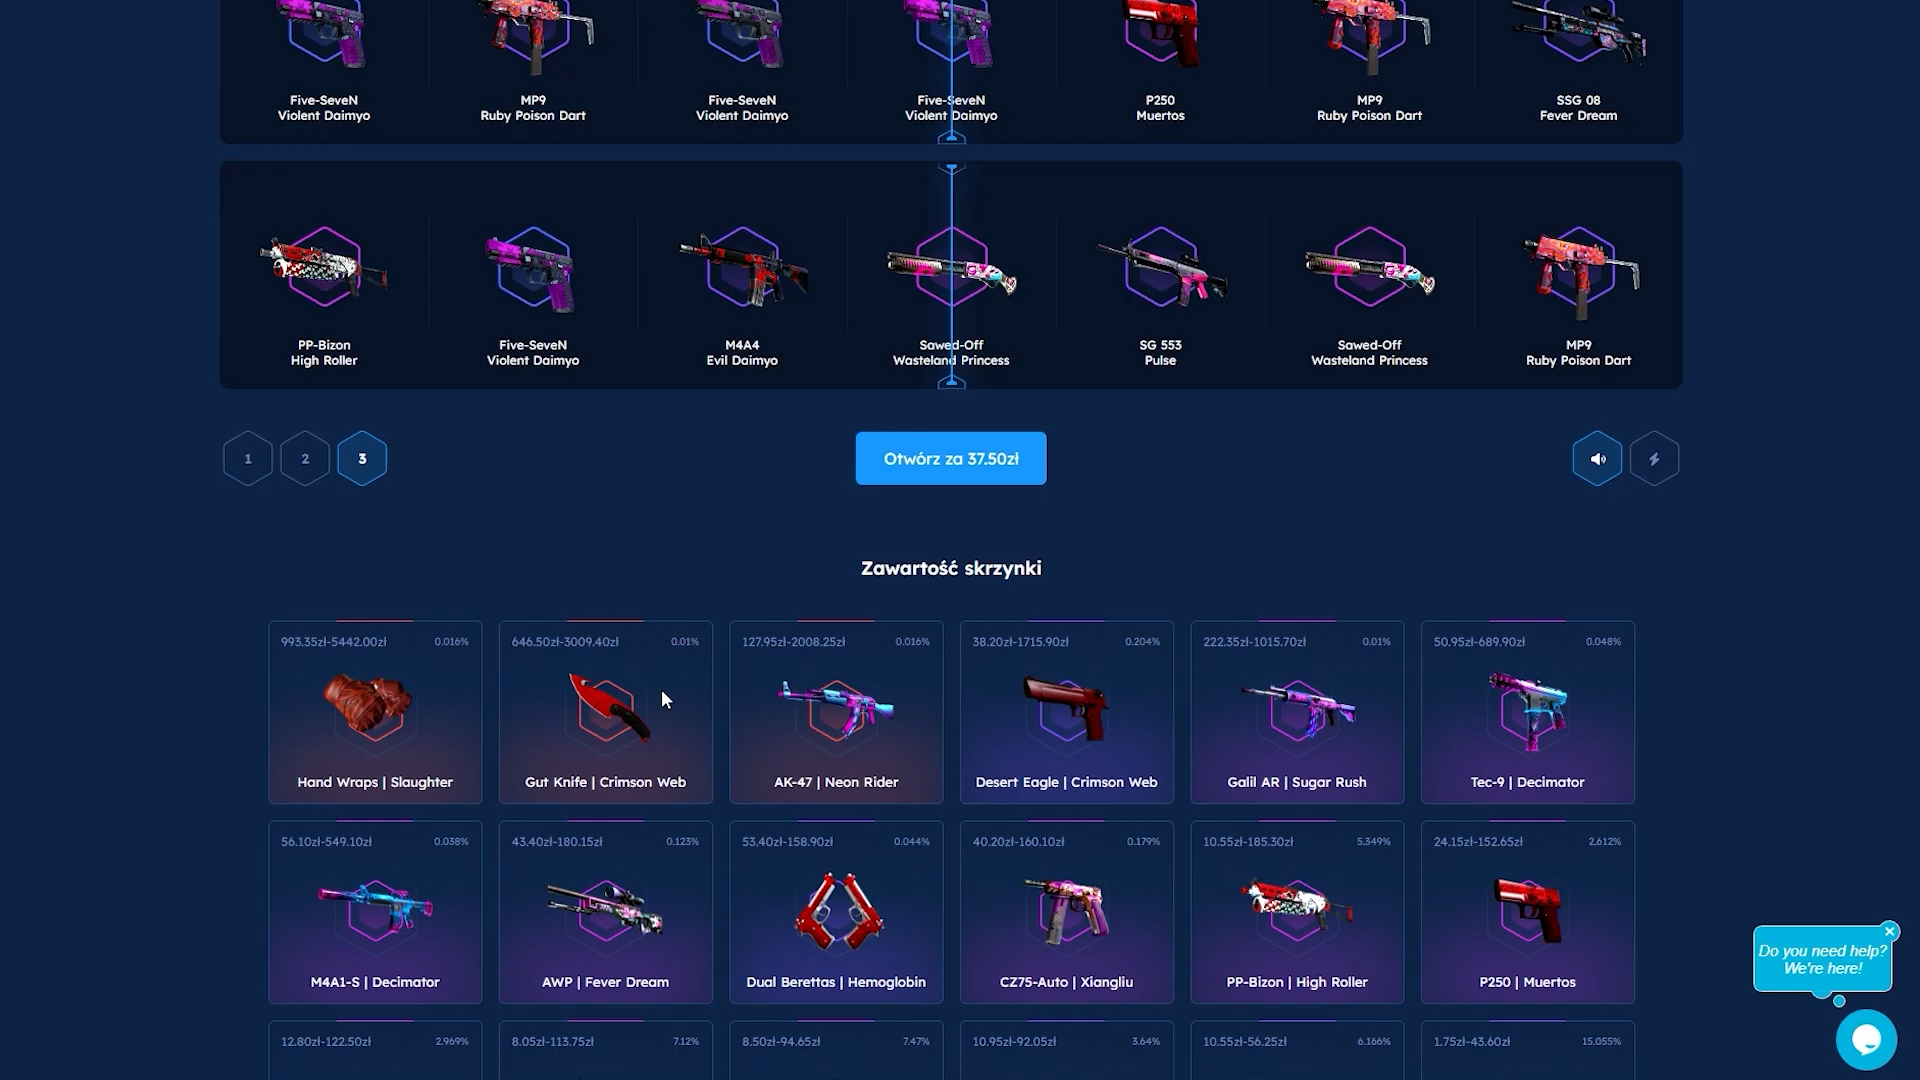 Five-SeveN
Violent Daimyo
MP9
Ruby Poison Dart
Five-SeveN
Violent Daimyo
Five-SeveN
Violent Daimyo
P250
Muertos
MP9
Ruby Poison Dart
SSG 08
Fever Dream
PP-Bizon
High Roller
Five-SeveN
Violent Daimyo
M4A4
Evil Daimyo
Sawed-Off
Wasteland Princess
SG 553
Pulse
Sawed-Off
Wasteland Princess
MP9
Ruby Poison Dart
1
2
3
Otwórz za 37.50zł
Zawartość skrzynki
993.35zł-5442.00zł 0.016%
Hand Wraps | Slaughter
646.50zł-3009.40zł 0.01%
Gut Knife | Crimson Web
127.95zł-2008.25zł 0.016%
AK-47 | Neon Rider
38.20zł-1715.90zł 0.204%
Desert Eagle | Crimson Web
222.35zł-1015.70zł 0.01%
Galil AR | Sugar Rush
50.95zł-689.90zł 0.048%
Tec-9 | Decimator
56.10zł-549.10zł 0.038%
M4A1-S | Decimator
43.40zł-180.15zł 0.123%
AWP | Fever Dream
53.40zł-158.90zł 0.044%
Dual Berettas | Hemoglobin
40.20zł-160.10zł 0.179%
CZ75-Auto | Xiangliu
10.55zł-185.30zł 5.349%
PP-Bizon | High Roller
24.15zł-152.65zł 2.612%
P250 | Muertos
12.80zł-122.50zł 2.969%
8.05zł-113.75zł 7.12%
8.50zł-94.65zł 7.47%
10.95zł-92.05zł 3.64%
10.55zł-56.25zł 6.166%
1.75zł-43.60zł 15.055%
Do you need help?
We're here!